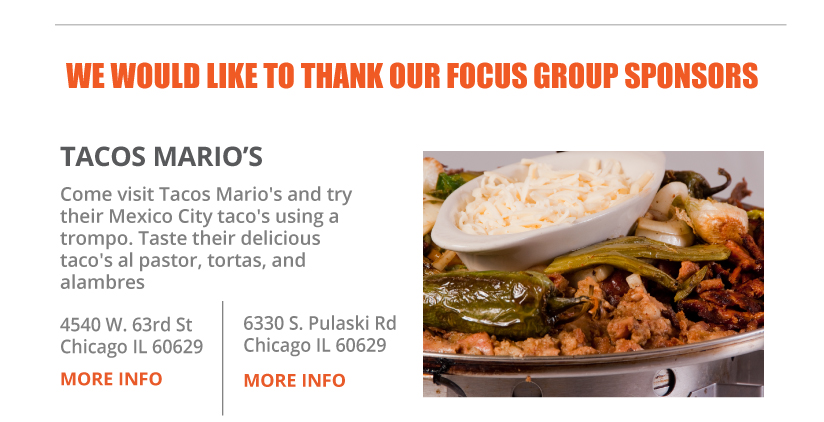 WE WOULD LIKE TO THANK OUR FOCUS GROUP SPONSORS
TACOS MARIO’S
Come visit Tacos Mario's and try
their Mexico City taco's using a
trompo. Taste their delicious
taco's al pastor, tortas, and
alambres
4540 W. 63rd St
Chicago IL 60629
MORE INFO
6330 S. Pulaski Rd
Chicago IL 60629
MORE INFO